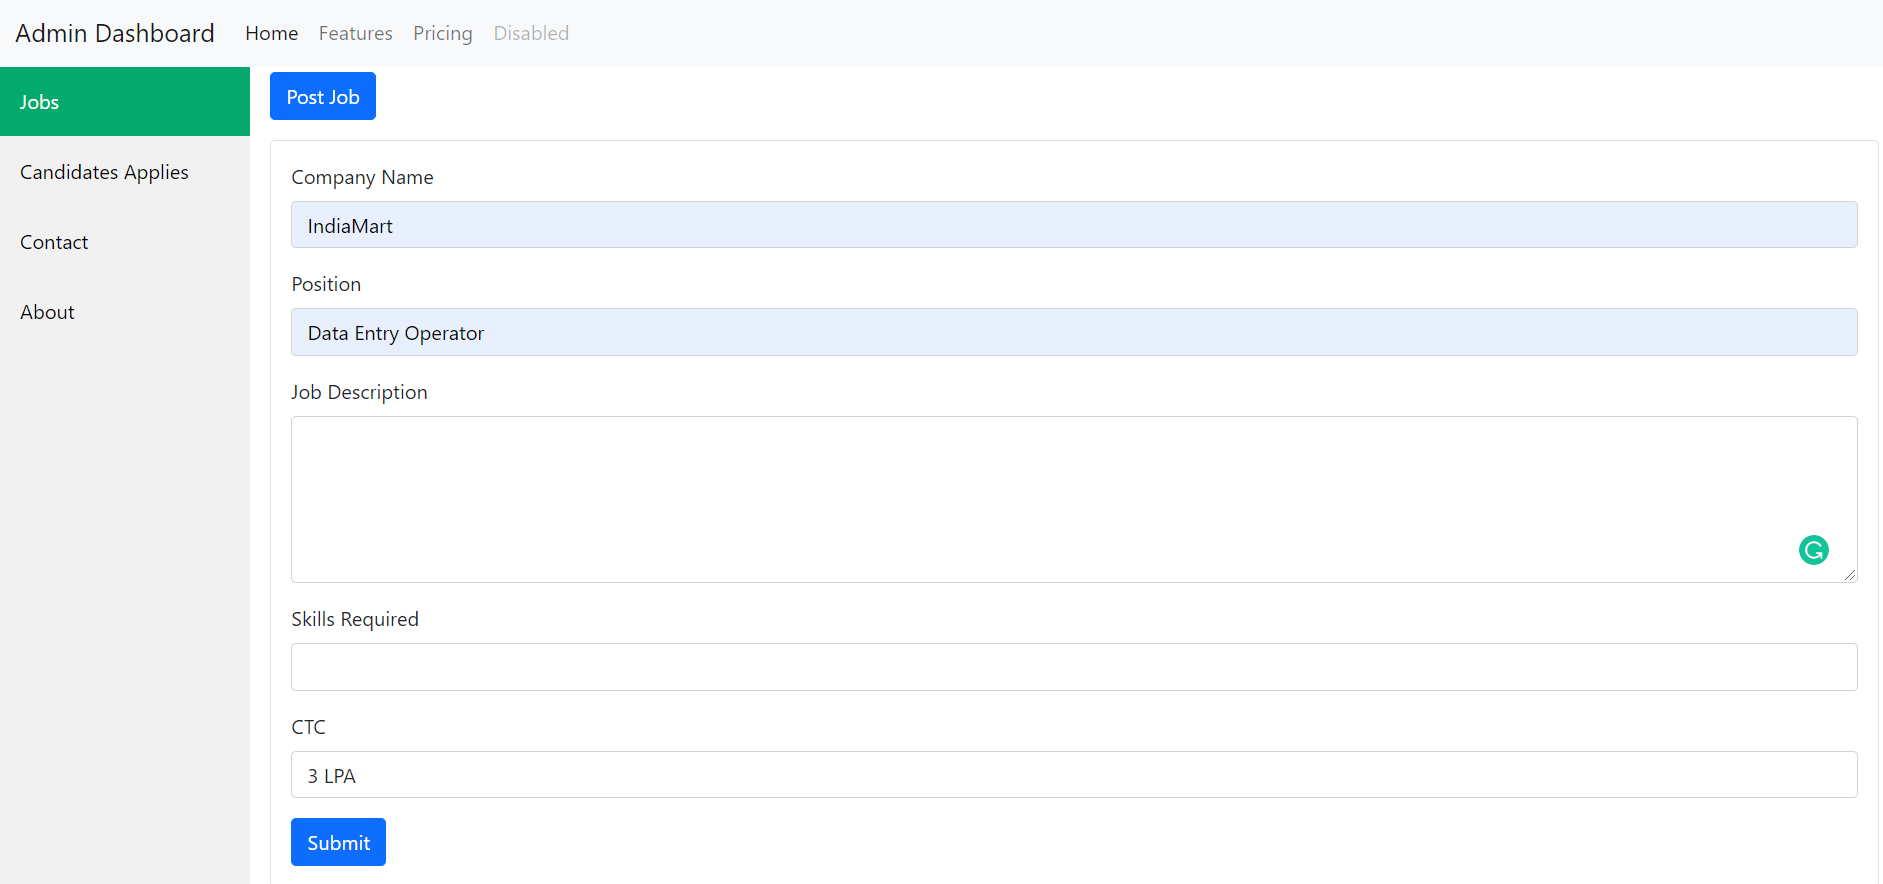 Admin Dashboard Home Features Pricing Disabled
Jobs
Candidates Applies
Contact
About
Post Job
Company Name
IndiaMart
Position
Data Entry Operator
Job Description
Skills Required
CTC
3 LPA
Submit